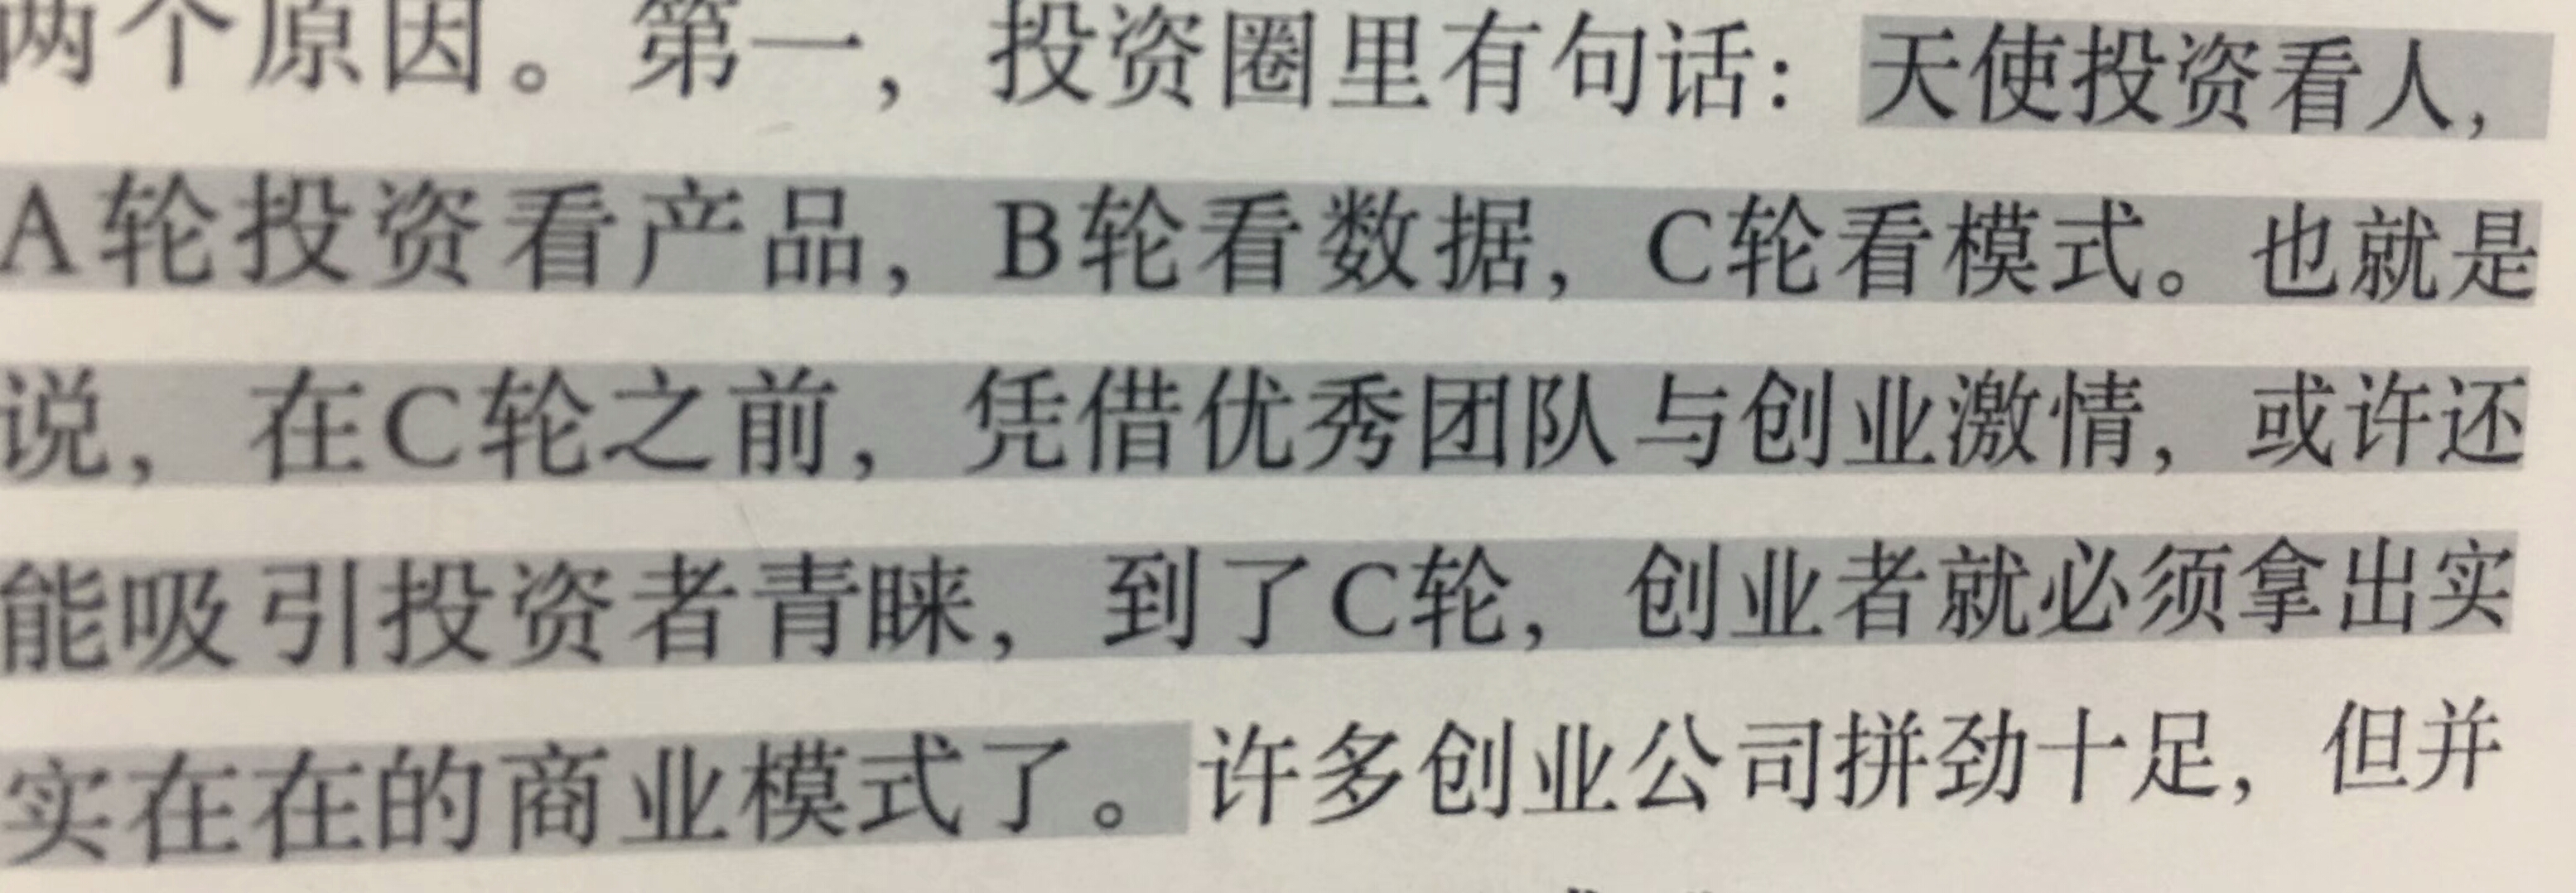 两个原因。第一，投资圈里有句话：天使投资看人，
A轮投资看产品，B轮看数据，C轮看模式。也就是
说，在C轮之前，凭借优秀团队与创业激情，或许还
能吸引投资者青睐，到了C轮，创业者就必须拿出实
实在在的商业模式了。许多创业公司拼劲十足，但并